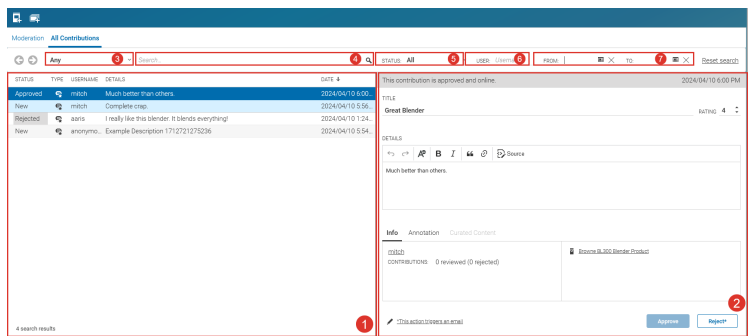 Moderation All Contributions
Any 3 Search... 4 STATUS: All 5 USER: Username 6 FROM: TO: 7 Reset search
STATUS TYPE USERNAME DETAILS DATE
Approved mitch Much better than others. 2024/04/10 6:00...
New mitch Complete crap. 2024/04/10 5:56...
Rejected aaris I really like this blender. It blends everything! 2024/04/10 1:24...
New anonymo... Example Description 1712721275236 2024/04/10 5:54...
4 search results
1
This contribution is approved and online. 2024/04/10 6:00 PM
TITLE
Great Blender
RATING: 4
DETAILS
B I Source
Much better than others.
Info Annotation Curated Content
mitch
CONTRIBUTIONS: 0 reviewed (0 rejected)
Browne BL300 Blender Product
2
*This action triggers an email
Approve Reject*